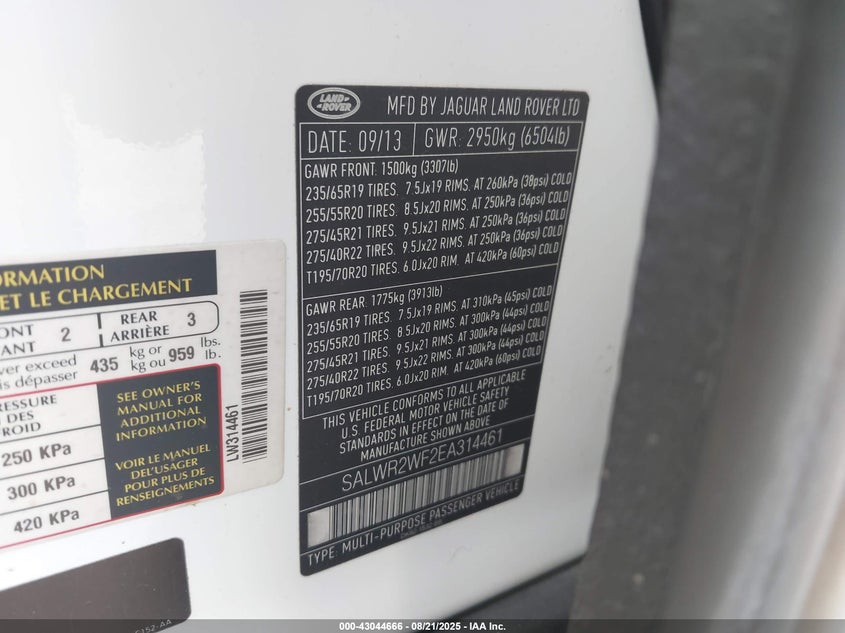 LAND ROVER
MFD BY JAGUAR LAND ROVER LTD
DATE: 09/13 GWR: 2950kg (6504lb)
GAWR FRONT: 1500kg (3307lb)
235/65R19 TIRES. 7.5Jx19 RIMS. AT 260kPa (38psi) COLD
255/55R20 TIRES. 8.5Jx20 RIMS. AT 250kPa (36psi) COLD
275/45R21 TIRES. 9.5Jx21 RIMS. AT 250kPa (36psi) COLD
275/40R22 TIRES. 9.5Jx22 RIMS. AT 250kPa (36psi) COLD
T195/70R20 TIRES. 6.0Jx20 RIM. AT 420kPa (60psi) COLD
GAWR REAR: 1775kg (3913lb)
235/65R19 TIRES. 7.5Jx19 RIMS. AT 310kPa (45psi) COLD
255/55R20 TIRES. 8.5Jx20 RIMS. AT 300kPa (44psi) COLD
275/45R21 TIRES. 9.5Jx21 RIMS. AT 300kPa (44psi) COLD
275/40R22 TIRES. 9.5Jx22 RIMS. AT 300kPa (44psi) COLD
T195/70R20 TIRES. 6.0Jx20 RIM. AT 420kPa (60psi) COLD
THIS VEHICLE CONFORMS TO ALL APPLICABLE
U.S. FEDERAL MOTOR VEHICLE SAFETY
STANDARDS IN EFFECT ON THE DATE OF
MANUFACTURE SHOWN ABOVE
SALWR2WF2EA314461
TYPE: MULTI-PURPOSE PASSENGER VEHICLE
ORMATION
ET LE CHARGEMENT
ONT 2 REAR 3
ANT ARRIÈRE
ver exceed 435 kg or 959 lbs.
is dépasser kg ou lb.
RESSURE
N DES
ROID
250 KPa
300 KPa
420 KPa
SEE OWNER'S
MANUAL FOR
ADDITIONAL
INFORMATION
VOIR LE MANUEL
DEL'USAGER
POUR PLUS DE
RENSEIGNEMENTS
LW314461
000-43044666 - 08/21/2025 - IAA Inc.